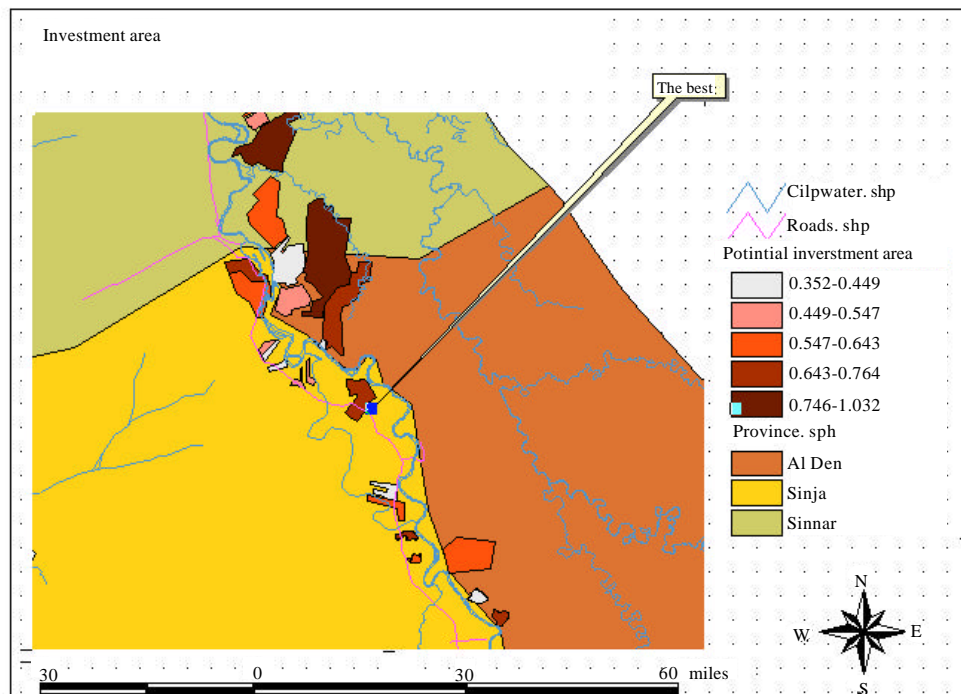 Investment area
The best:
Cilpwater. shp
Roads. shp
Potitial inverstment area
0.352-0.449
0.449-0.547
0.547-0.643
0.643-0.764
0.746-1.032
Province. sph
Al Den
Sinja
Sinnar
N
W E
S
30 0 30 60 miles